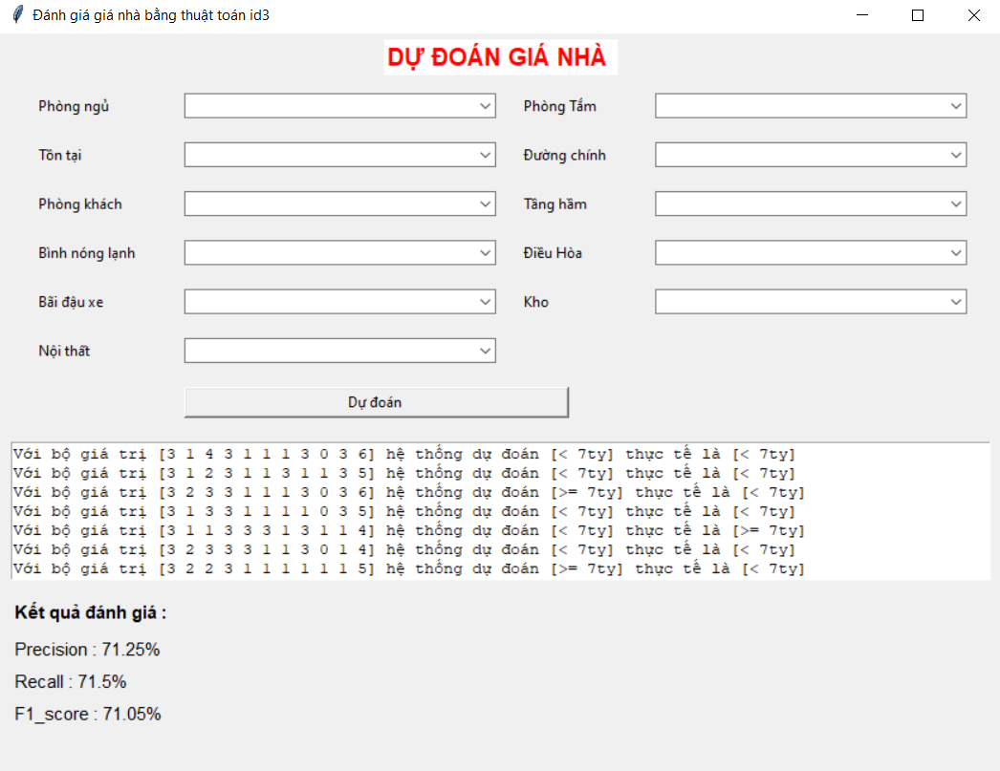 Đánh giá giá nhà bằng thuật toán id3
DỰ ĐOÁN GIÁ NHÀ
Phòng ngủ Phòng Tắm
Tồn tại Đường chính
Phòng khách Tầng hầm
Bình nóng lạnh Điều Hòa
Bãi đậu xe Kho
Nội thất
Dự đoán
Với bộ giá trị [3 1 4 3 1 1 1 3 0 3 6] hệ thống dự đoán [< 7ty] thực tế là [< 7ty]
Với bộ giá trị [3 1 2 3 1 1 3 1 1 3 5] hệ thống dự đoán [< 7ty] thực tế là [< 7ty]
Với bộ giá trị [3 2 3 3 1 1 1 3 0 3 6] hệ thống dự đoán [>= 7ty] thực tế là [< 7ty]
Với bộ giá trị [3 1 3 3 1 1 1 1 0 3 5] hệ thống dự đoán [< 7ty] thực tế là [< 7ty]
Với bộ giá trị [3 1 1 3 3 3 1 3 1 1 4] hệ thống dự đoán [< 7ty] thực tế là [>= 7ty]
Với bộ giá trị [3 2 3 3 3 1 1 3 0 1 4] hệ thống dự đoán [< 7ty] thực tế là [< 7ty]
Với bộ giá trị [3 2 2 3 1 1 1 1 1 1 5] hệ thống dự đoán [>= 7ty] thực tế là [< 7ty]
Kết quả đánh giá :
Precision : 71.25%
Recall : 71.5%
F1_score : 71.05%